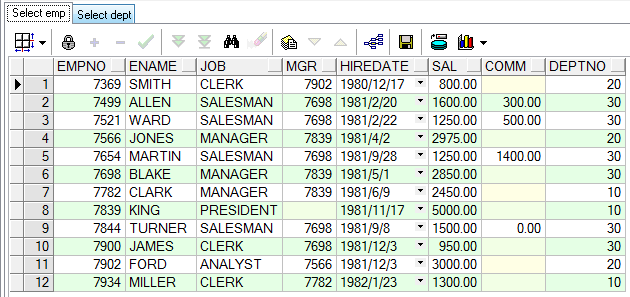 Select emp Select dept
EMPNO ENAME JOB MGR HIREDATE SAL COMM DEPTNO
1 7369 SMITH CLERK 7902 1980/12/17 800.00 20
2 7499 ALLEN SALESMAN 7698 1981/2/20 1600.00 300.00 30
3 7521 WARD SALESMAN 7698 1981/2/22 1250.00 500.00 30
4 7566 JONES MANAGER 7839 1981/4/2 2975.00 20
5 7654 MARTIN SALESMAN 7698 1981/9/28 1250.00 1400.00 30
6 7698 BLAKE MANAGER 7839 1981/5/1 2850.00 30
7 7782 CLARK MANAGER 7839 1981/6/9 2450.00 10
8 7839 KING PRESIDENT 1981/11/17 5000.00 10
9 7844 TURNER SALESMAN 7698 1981/9/8 1500.00 0.00 30
10 7900 JAMES CLERK 7698 1981/12/3 950.00 30
11 7902 FORD ANALYST 7566 1981/12/3 3000.00 20
12 7934 MILLER CLERK 7782 1982/1/23 1300.00 10